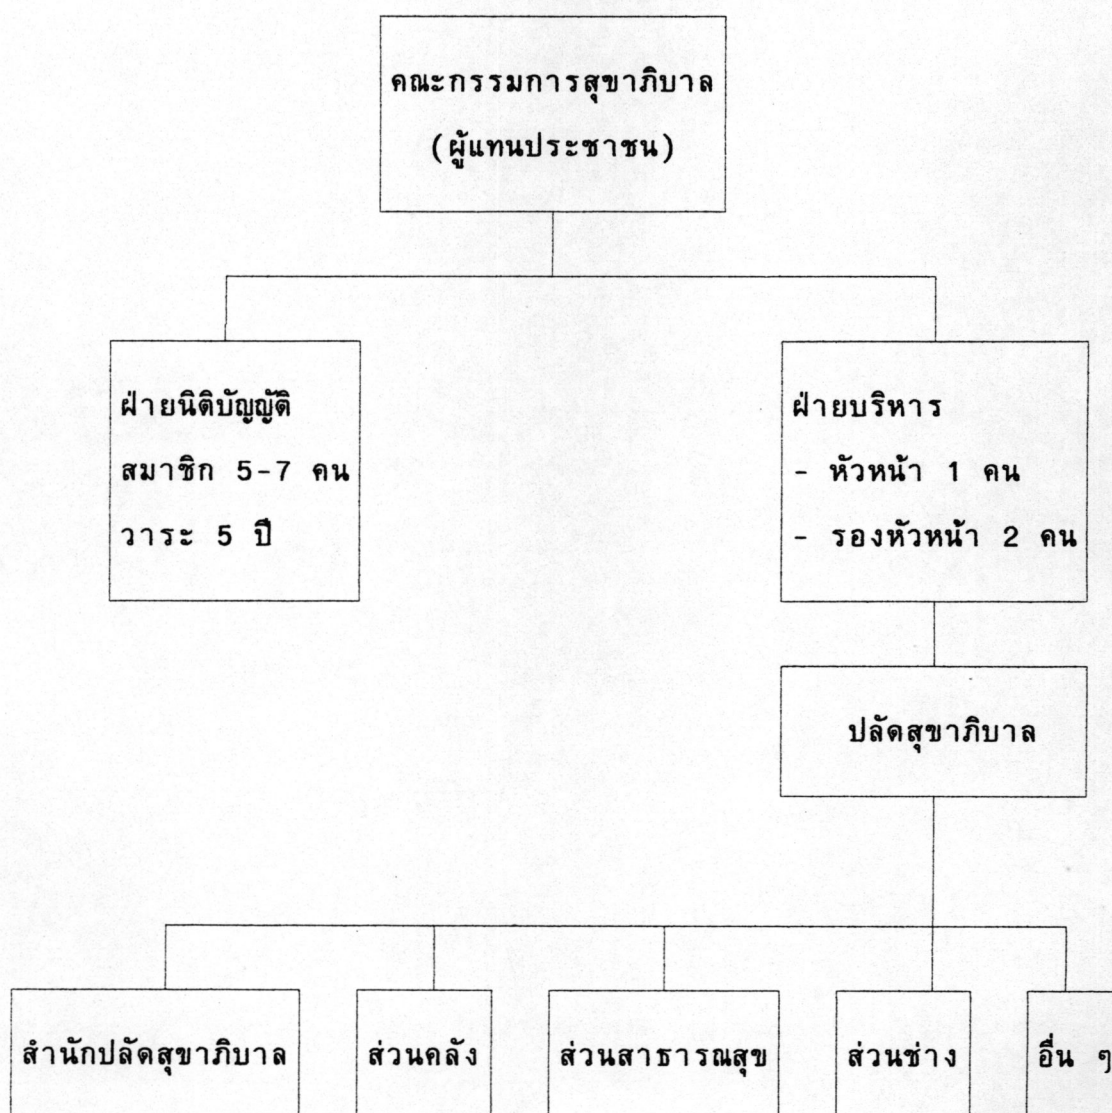 คณะกรรมการสุขาภิบาล
(ผู้แทนประชาชน)
ฝ่ายนิติบัญญัติ
สมาชิก 5-7 คน
วาระ 5 ปี
ฝ่ายบริหาร
- หัวหน้า 1 คน
- รองหัวหน้า 2 คน
ปลัดสุขาภิบาล
สำนักปลัดสุขาภิบาล
ส่วนคลัง
ส่วนสาธารณสุข
ส่วนช่าง
อื่น ๆ